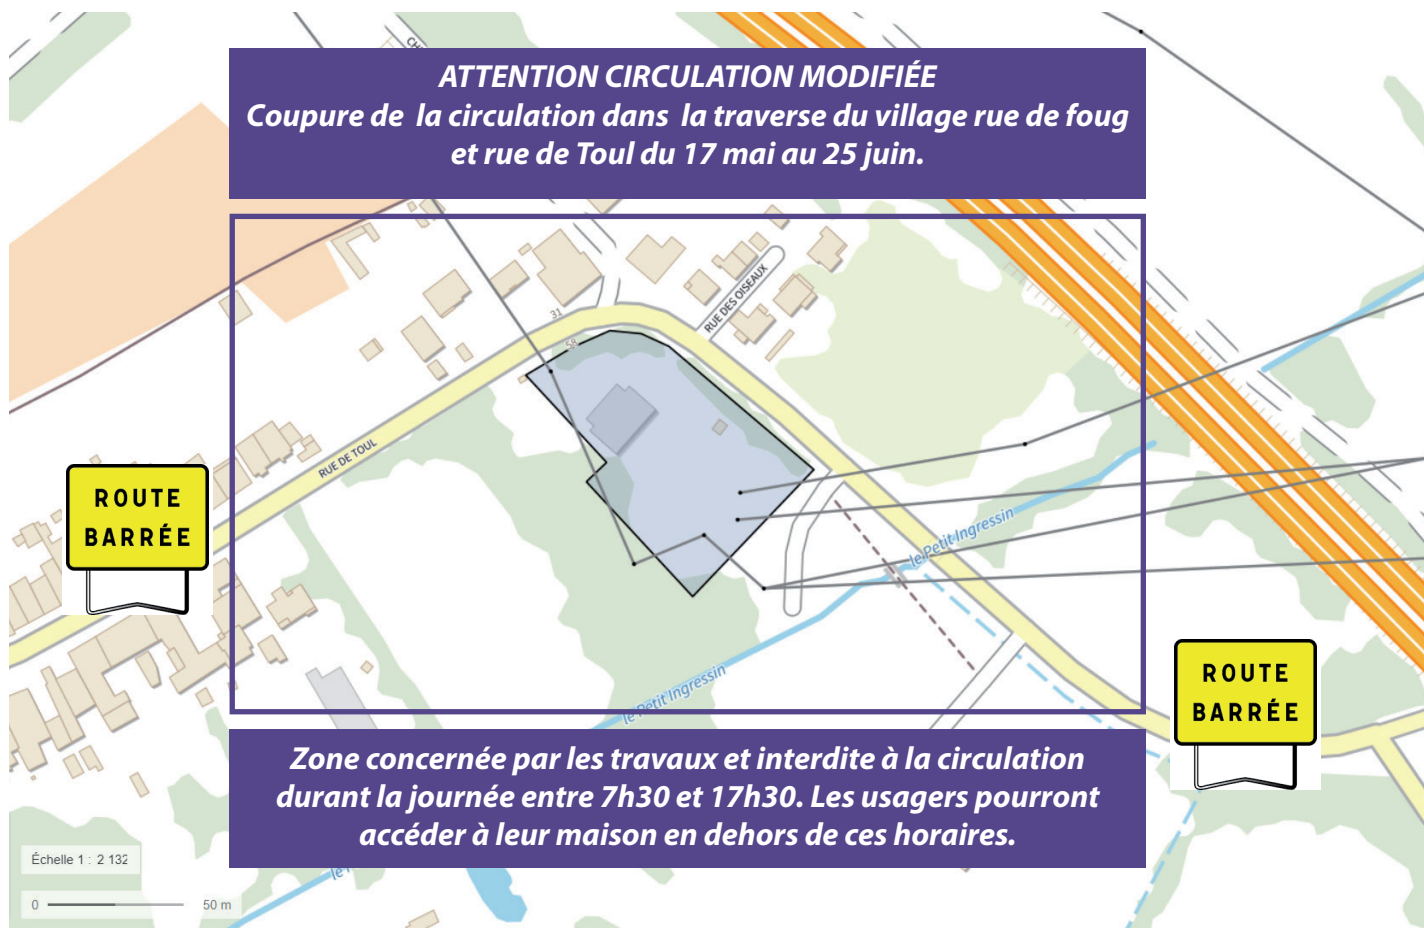 ATTENTION CIRCULATION MODIFIÉE
Coupure de la circulation dans la traverse du village rue de foug
et rue de Toul du 17 mai au 25 juin.
RUE DES OISEAUX
31
59
RUE DE TOUL
ROUTE
BARRÉE
le Petit Ingressin
le Petit Ingressin
ROUTE
BARRÉE
Zone concernée par les travaux et interdite à la circulation
durant la journée entre 7h30 et 17h30. Les usagers pourront
accéder à leur maison en dehors de ces horaires.
Échelle 1 : 2 132
0 50 m